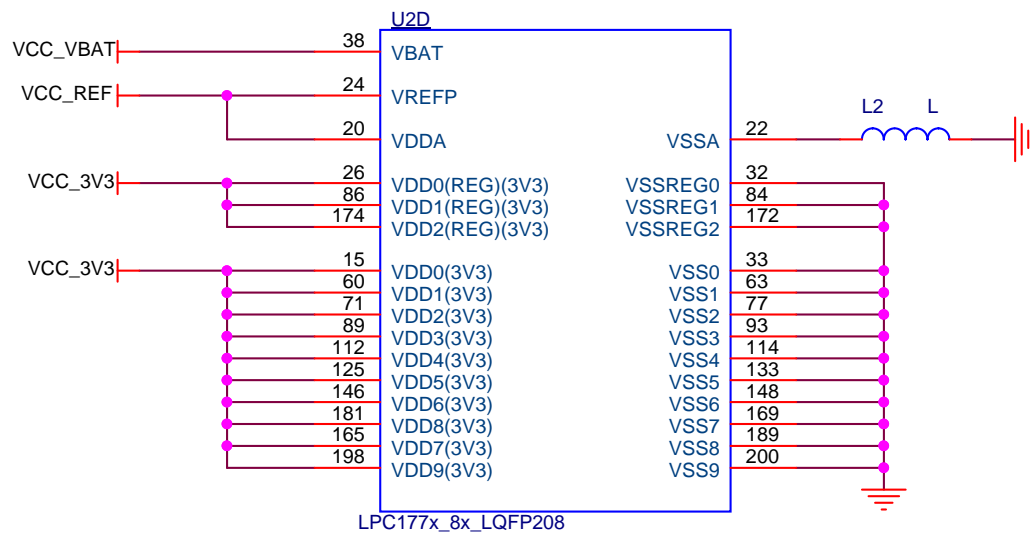 U2D
VCC_VBAT 38 VBAT
VCC_REF 24 VREFP
L2 L
20 VDDA VSSA 22
VCC_3V3 26 VDD0(REG)(3V3) VSSREG0 32
86 VDD1(REG)(3V3) VSSREG1 84
174 VDD2(REG)(3V3) VSSREG2 172
VCC_3V3 15 VDD0(3V3) VSS0 33
60 VDD1(3V3) VSS1 63
71 VDD2(3V3) VSS2 77
89 VDD3(3V3) VSS3 93
112 VDD4(3V3) VSS4 114
125 VDD5(3V3) VSS5 133
146 VDD6(3V3) VSS6 148
181 VDD8(3V3) VSS7 169
165 VDD7(3V3) VSS8 189
198 VDD9(3V3) VSS9 200
LPC177x_8x_LQFP208